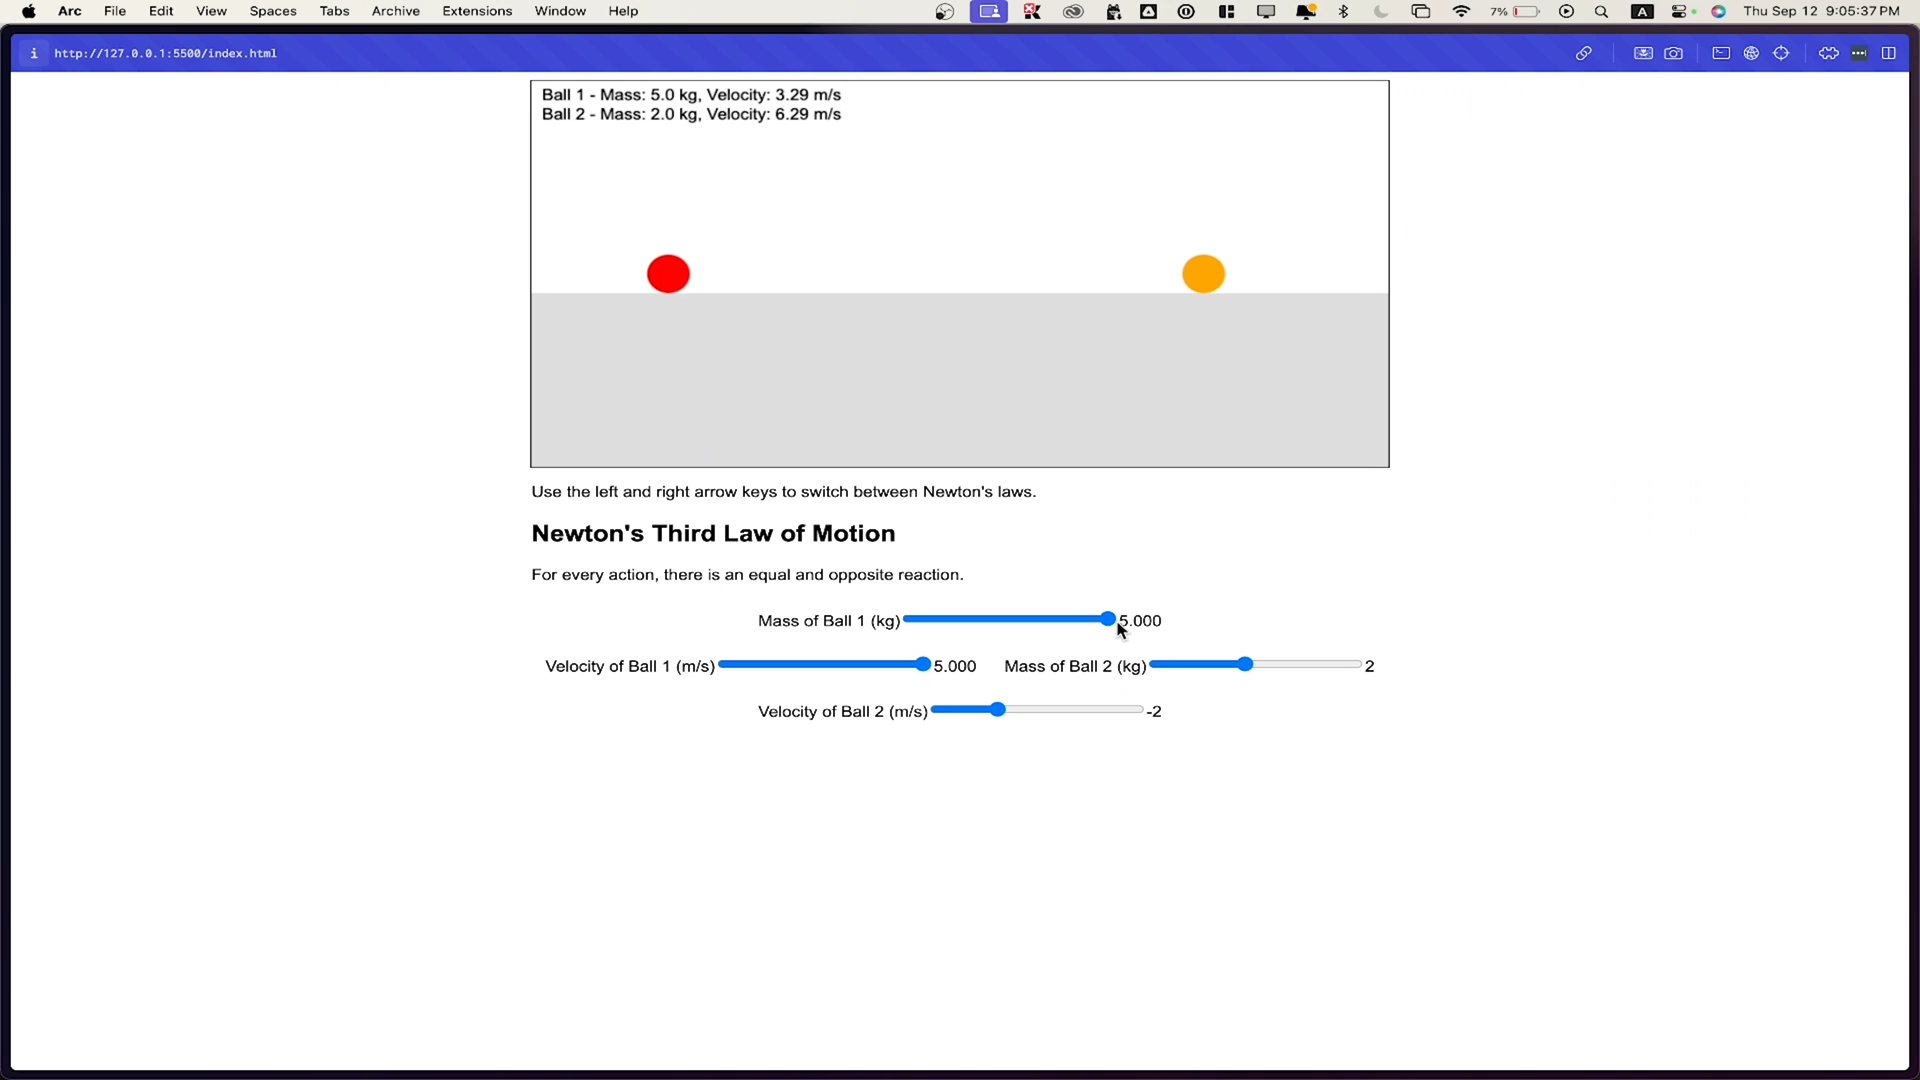 Arc File Edit View Spaces Tabs Archive Extensions Window Help 7% A Thu Sep 12 9:05:37 PM
http://127.0.0.1:5500/index.html
Ball 1 - Mass: 5.0 kg, Velocity: 3.29 m/s
Ball 2 - Mass: 2.0 kg, Velocity: 6.29 m/s
Use the left and right arrow keys to switch between Newton's laws.
Newton's Third Law of Motion
For every action, there is an equal and opposite reaction.
Mass of Ball 1 (kg) 5.000
Velocity of Ball 1 (m/s) 5.000 Mass of Ball 2 (kg) 2
Velocity of Ball 2 (m/s) -2